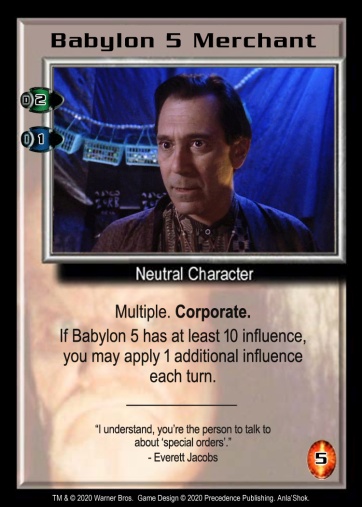 Babylon 5 Merchant
2
1
Neutral Character
Multiple. Corporate.
If Babylon 5 has at least 10 influence,
you may apply 1 additional influence
each turn.
“I understand, you’re the person to talk to
about ‘special orders’.”
- Everett Jacobs
5
TM & © 2020 Warner Bros.  Game Design © 2020 Precedence Publishing. Anla’Shok.